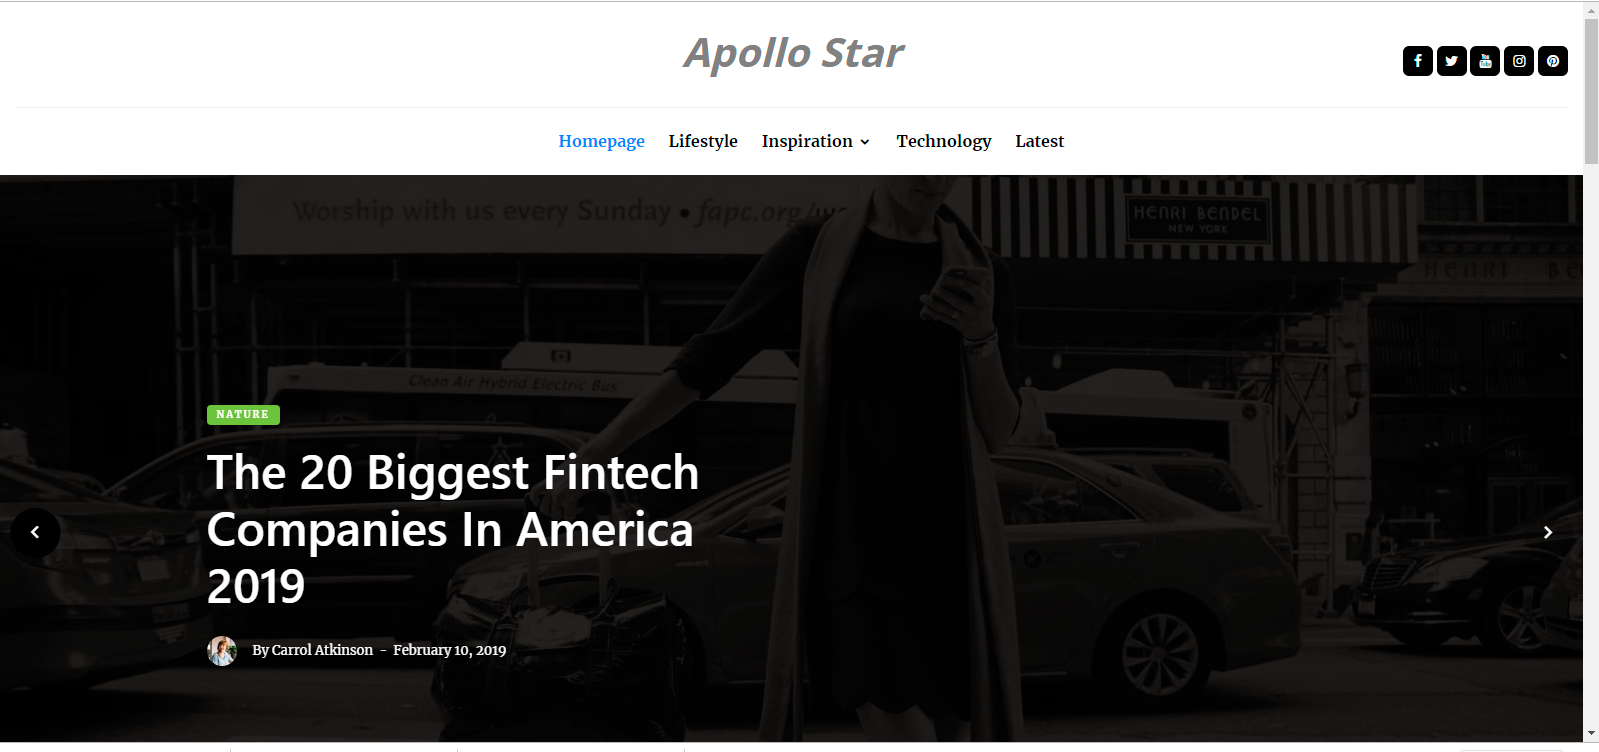 Apollo Star
Homepage Lifestyle Inspiration Technology Latest
Worship with us every Sunday • fapc.org/
HENRI BENDEL
NEW YORK
HENRI BE
Clean Air Hybrid Electric Bus
NATURE
The 20 Biggest Fintech
Companies In America
2019
By Carrol Atkinson - February 10, 2019